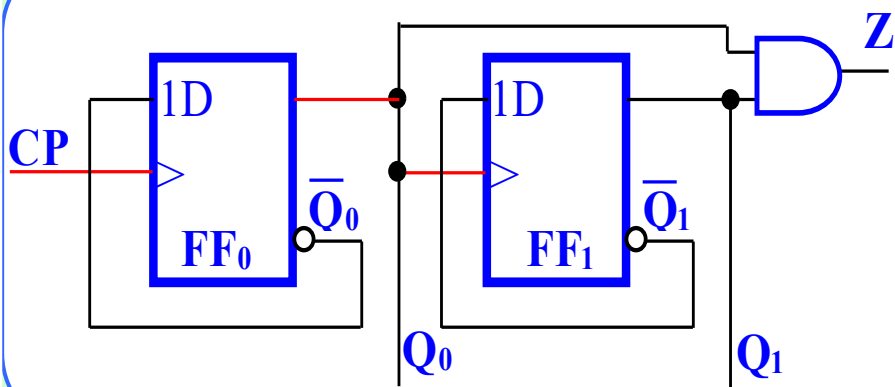 Z
1D
1D
CP
Q̅₀
Q̅₁
FF₀
FF₁
Q₀
Q₁